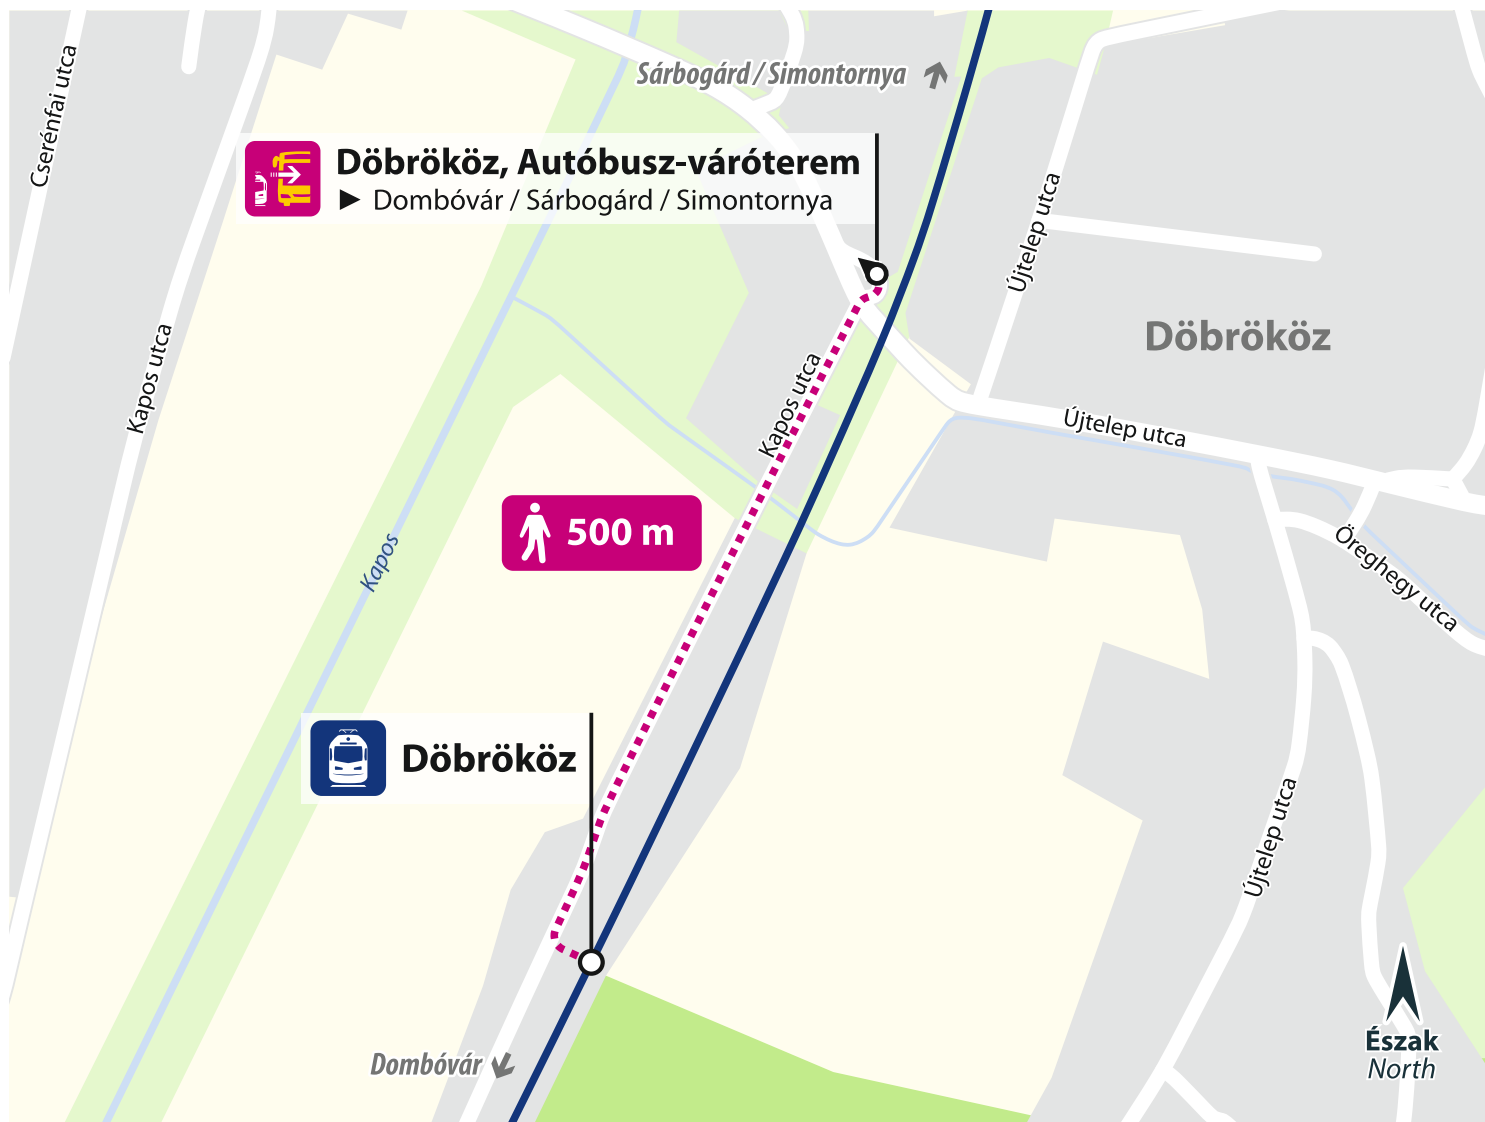 Sárbogárd / Simontornya
Cserénfai utca
Döbrököz, Autóbusz-váróterem
► Dombóvár / Sárbogárd / Simontornya
Újtelep utca
Döbrököz
Kapos utca
Kapos utca
Újtelep utca
500 m
Kapos
Öreghegy utca
Döbrököz
Újtelep utca
Dombóvár
Észak
North